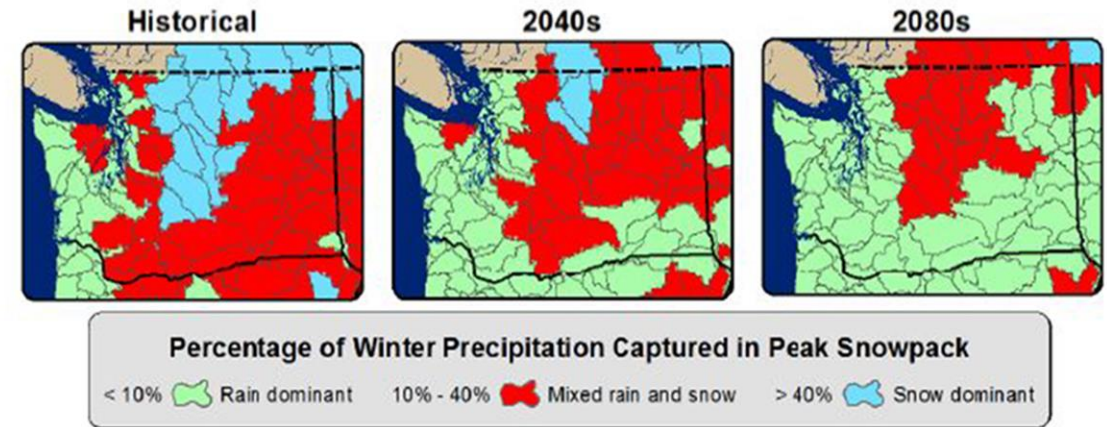 Historical
2040s
2080s
Percentage of Winter Precipitation Captured in Peak Snowpack
< 10% Rain dominant 10% - 40% Mixed rain and snow > 40% Snow dominant